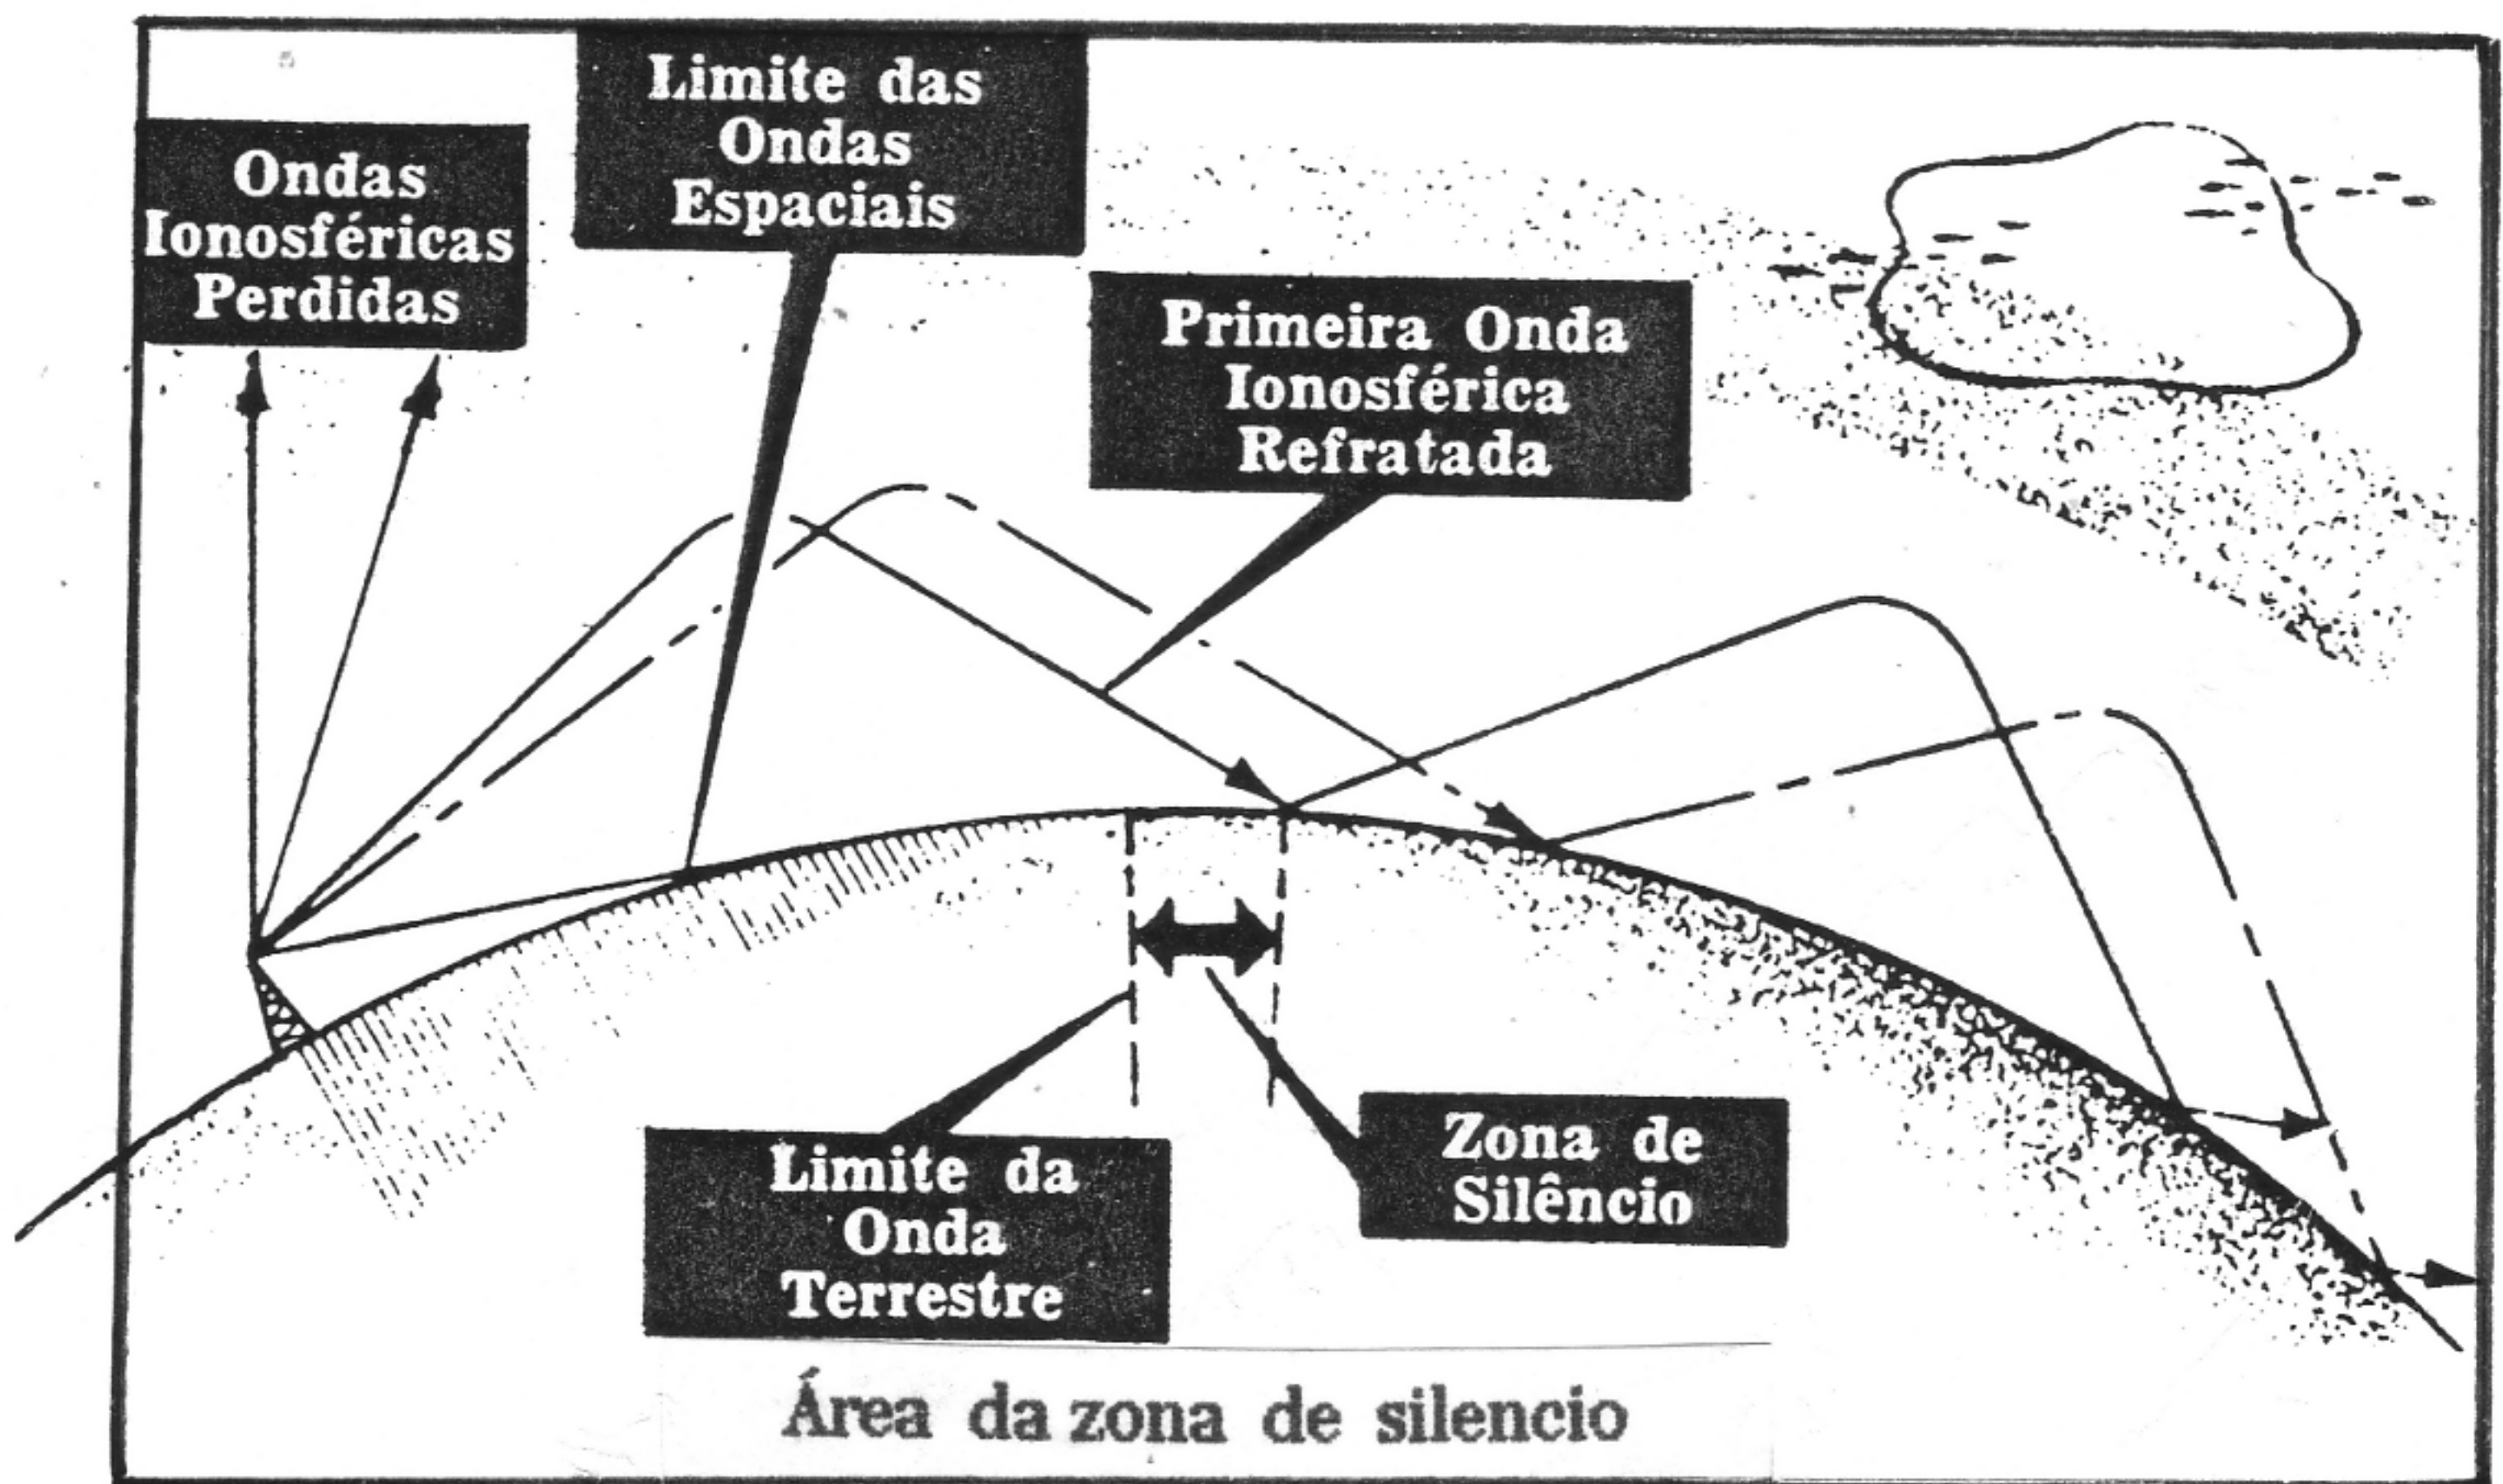 Ondas
Ionosféricas
Perdidas
Limite das
Ondas
Espaciais
Primeira Onda
Ionosférica
Refratada
Limite da
Onda
Terrestre
Zona de
Silêncio
Área da zona de silencio